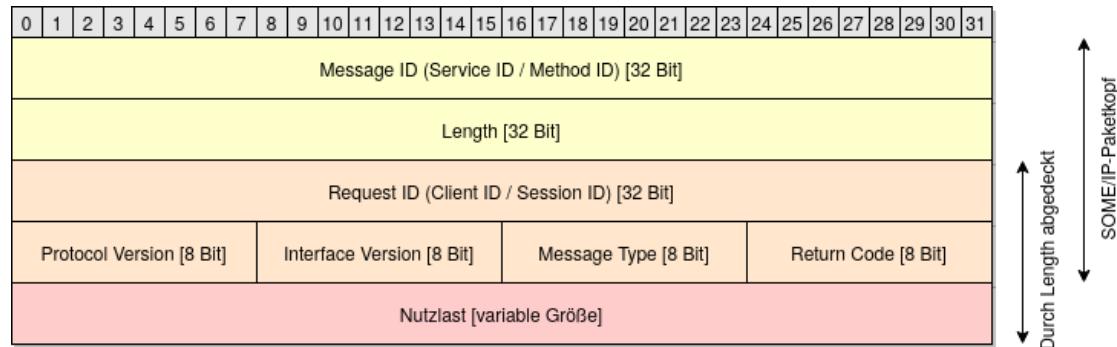 0 1 2 3 4 5 6 7 8 9 10 11 12 13 14 15 16 17 18 19 20 21 22 23 24 25 26 27 28 29 30 31
Message ID (Service ID / Method ID) [32 Bit]
Length [32 Bit]
Request ID (Client ID / Session ID) [32 Bit]
Protocol Version [8 Bit] Interface Version [8 Bit] Message Type [8 Bit] Return Code [8 Bit]
Nutzlast [variable Größe]
Durch Length abgedeckt
SOME/IP-Paketkopf